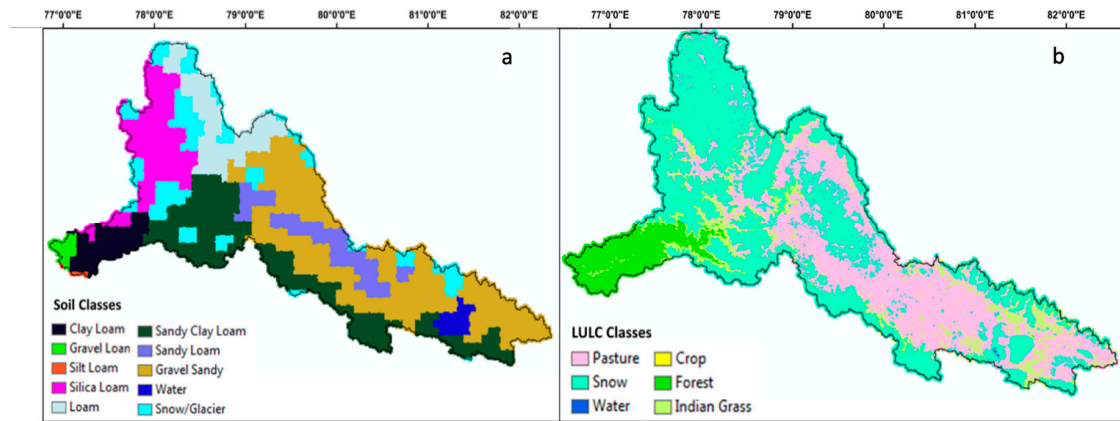 77°0'0"E 78°0'0"E 79°0'0"E 80°0'0"E 81°0'0"E 82°0'0"E 77°0'0"E 78°0'0"E 79°0'0"E 80°0'0"E 81°0'0"E 82°0'0"E
a
b
Soil Classes
Clay Loam
Gravel Loan
Silt Loam
Silica Loam
Loam
Sandy Clay Loam
Sandy Loam
Gravel Sandy
Water
Snow/Glacier
LULC Classes
Pasture
Snow
Water
Crop
Forest
Indian Grass